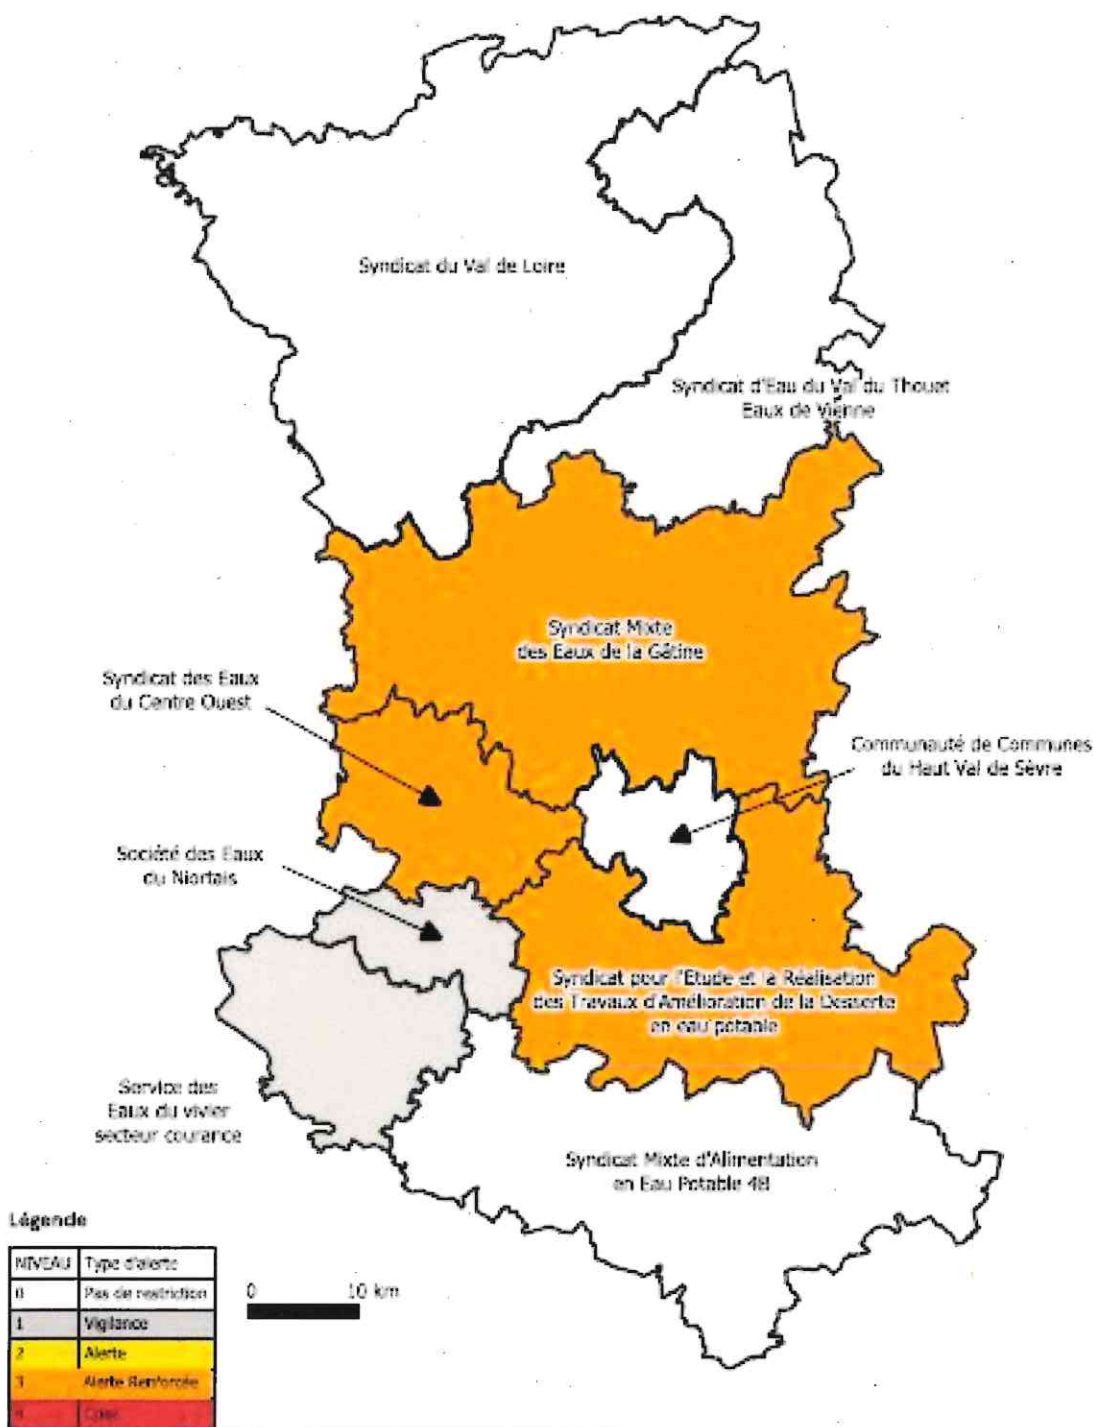 Syndicat du Val de Loire
Syndicat d'Eau du Val du Thouet
Eaux de Vienne
Syndicat Mixte
des Eaux de la Gâtine
Syndicat des Eaux
du Centre Ouest
Communauté de Communes
du Haut Val de Sèvre
Société des Eaux
du Niortais
Syndicat pour l'Etude et la Réalisation
des Travaux d'Amélioration de la Desserte
en eau potable
Service des
Eaux du vivier
secteur courance
Syndicat Mixte d'Alimentation
en Eau Potable 4B
Légende
NIVEAU Type d'alerte
0 Pas de restriction
1 Vigilance
2 Alerte
3 Alerte Renforcée
4 Crise
0 10 km